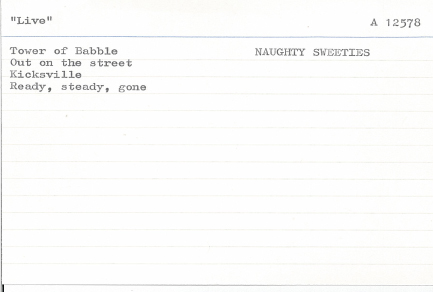 "Live"
A 12578
Tower of Babble
NAUGHTY SWEETIES
Out on the street
Kicksville
Ready, steady, gone